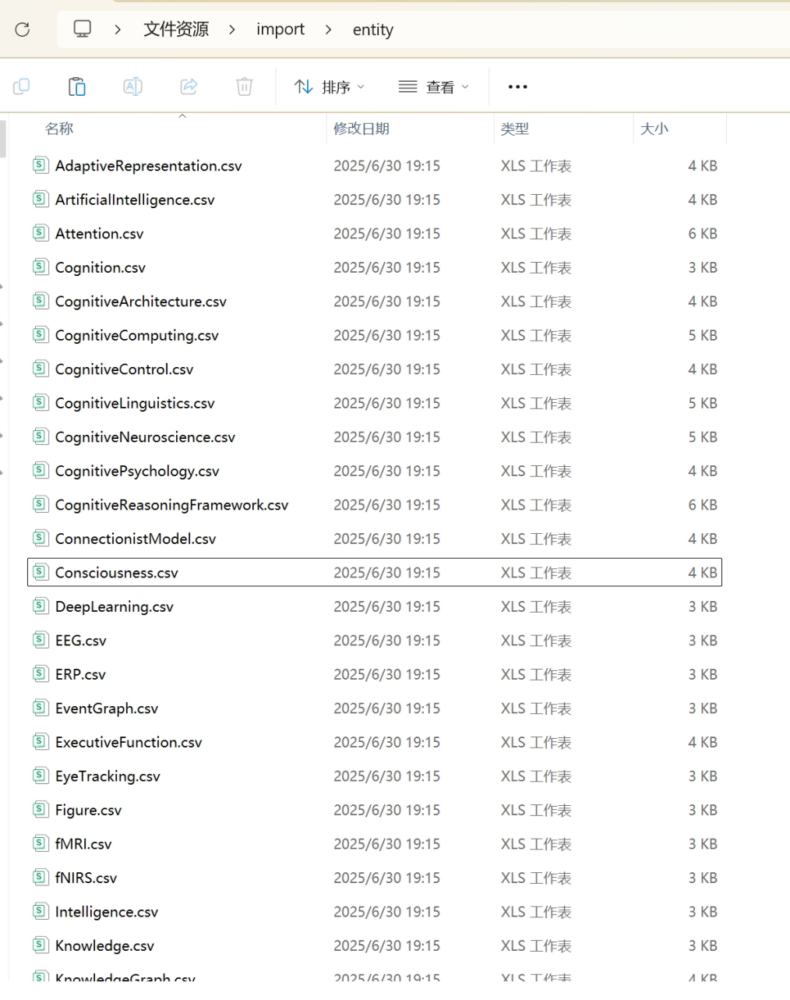 文件资源 > import > entity
排序 查看
名称 修改日期 类型 大小
AdaptiveRepresentation.csv 2025/6/30 19:15 XLS 工作表 4 KB
ArtificialIntelligence.csv 2025/6/30 19:15 XLS 工作表 4 KB
Attention.csv 2025/6/30 19:15 XLS 工作表 6 KB
Cognition.csv 2025/6/30 19:15 XLS 工作表 3 KB
CognitiveArchitecture.csv 2025/6/30 19:15 XLS 工作表 4 KB
CognitiveComputing.csv 2025/6/30 19:15 XLS 工作表 5 KB
CognitiveControl.csv 2025/6/30 19:15 XLS 工作表 4 KB
CognitiveLinguistics.csv 2025/6/30 19:15 XLS 工作表 5 KB
CognitiveNeuroscience.csv 2025/6/30 19:15 XLS 工作表 5 KB
CognitivePsychology.csv 2025/6/30 19:15 XLS 工作表 4 KB
CognitiveReasoningFramework.csv 2025/6/30 19:15 XLS 工作表 6 KB
ConnectionistModel.csv 2025/6/30 19:15 XLS 工作表 4 KB
Consciousness.csv 2025/6/30 19:15 XLS 工作表 4 KB
DeepLearning.csv 2025/6/30 19:15 XLS 工作表 3 KB
EEG.csv 2025/6/30 19:15 XLS 工作表 3 KB
ERP.csv 2025/6/30 19:15 XLS 工作表 3 KB
EventGraph.csv 2025/6/30 19:15 XLS 工作表 3 KB
ExecutiveFunction.csv 2025/6/30 19:15 XLS 工作表 4 KB
EyeTracking.csv 2025/6/30 19:15 XLS 工作表 3 KB
Figure.csv 2025/6/30 19:15 XLS 工作表 3 KB
fMRI.csv 2025/6/30 19:15 XLS 工作表 3 KB
fNIRS.csv 2025/6/30 19:15 XLS 工作表 3 KB
Intelligence.csv 2025/6/30 19:15 XLS 工作表 3 KB
Knowledge.csv 2025/6/30 19:15 XLS 工作表 3 KB
KnowledgeGraph.csv 2025/6/30 19:15 XLS 工作表 4 KB